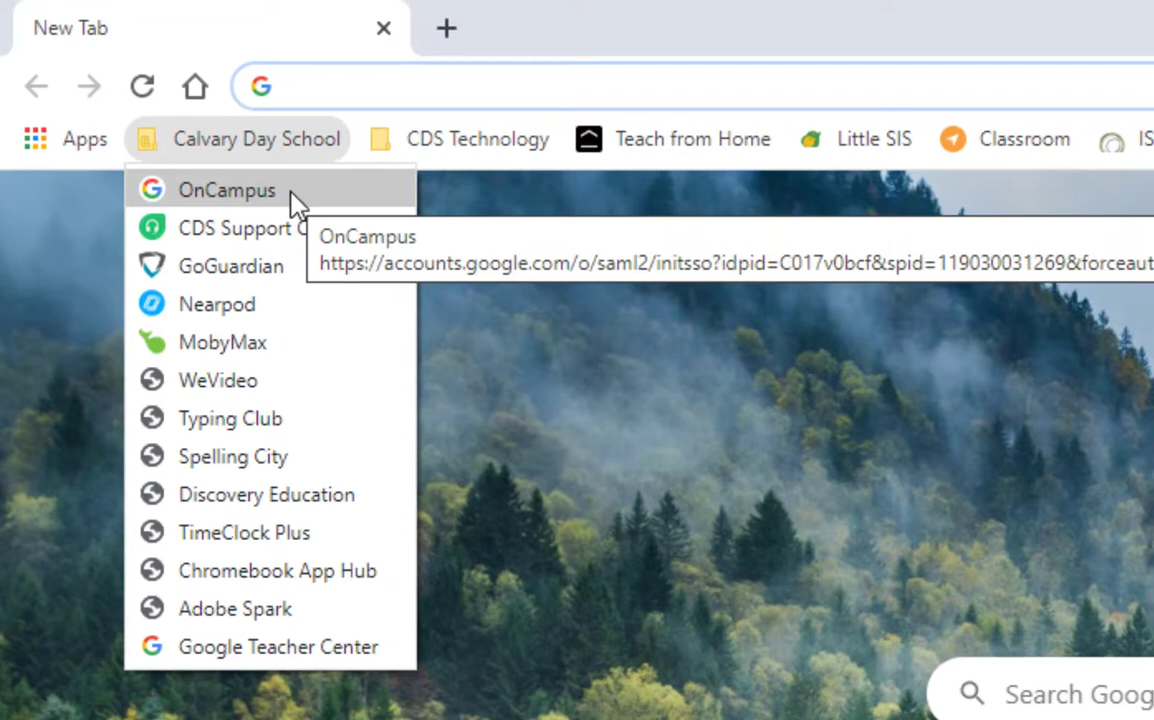 New Tab
Apps Calvary Day School CDS Technology Teach from Home Little SIS Classroom IS
OnCampus
CDS Support
GoGuardian
Nearpod
MobyMax
WeVideo
Typing Club
Spelling City
Discovery Education
TimeClock Plus
Chromebook App Hub
Adobe Spark
Google Teacher Center
OnCampus
https://accounts.google.com/o/saml2/initsso?idpid=C017v0bcf&spid=119030031269&forceaut
Search Goog